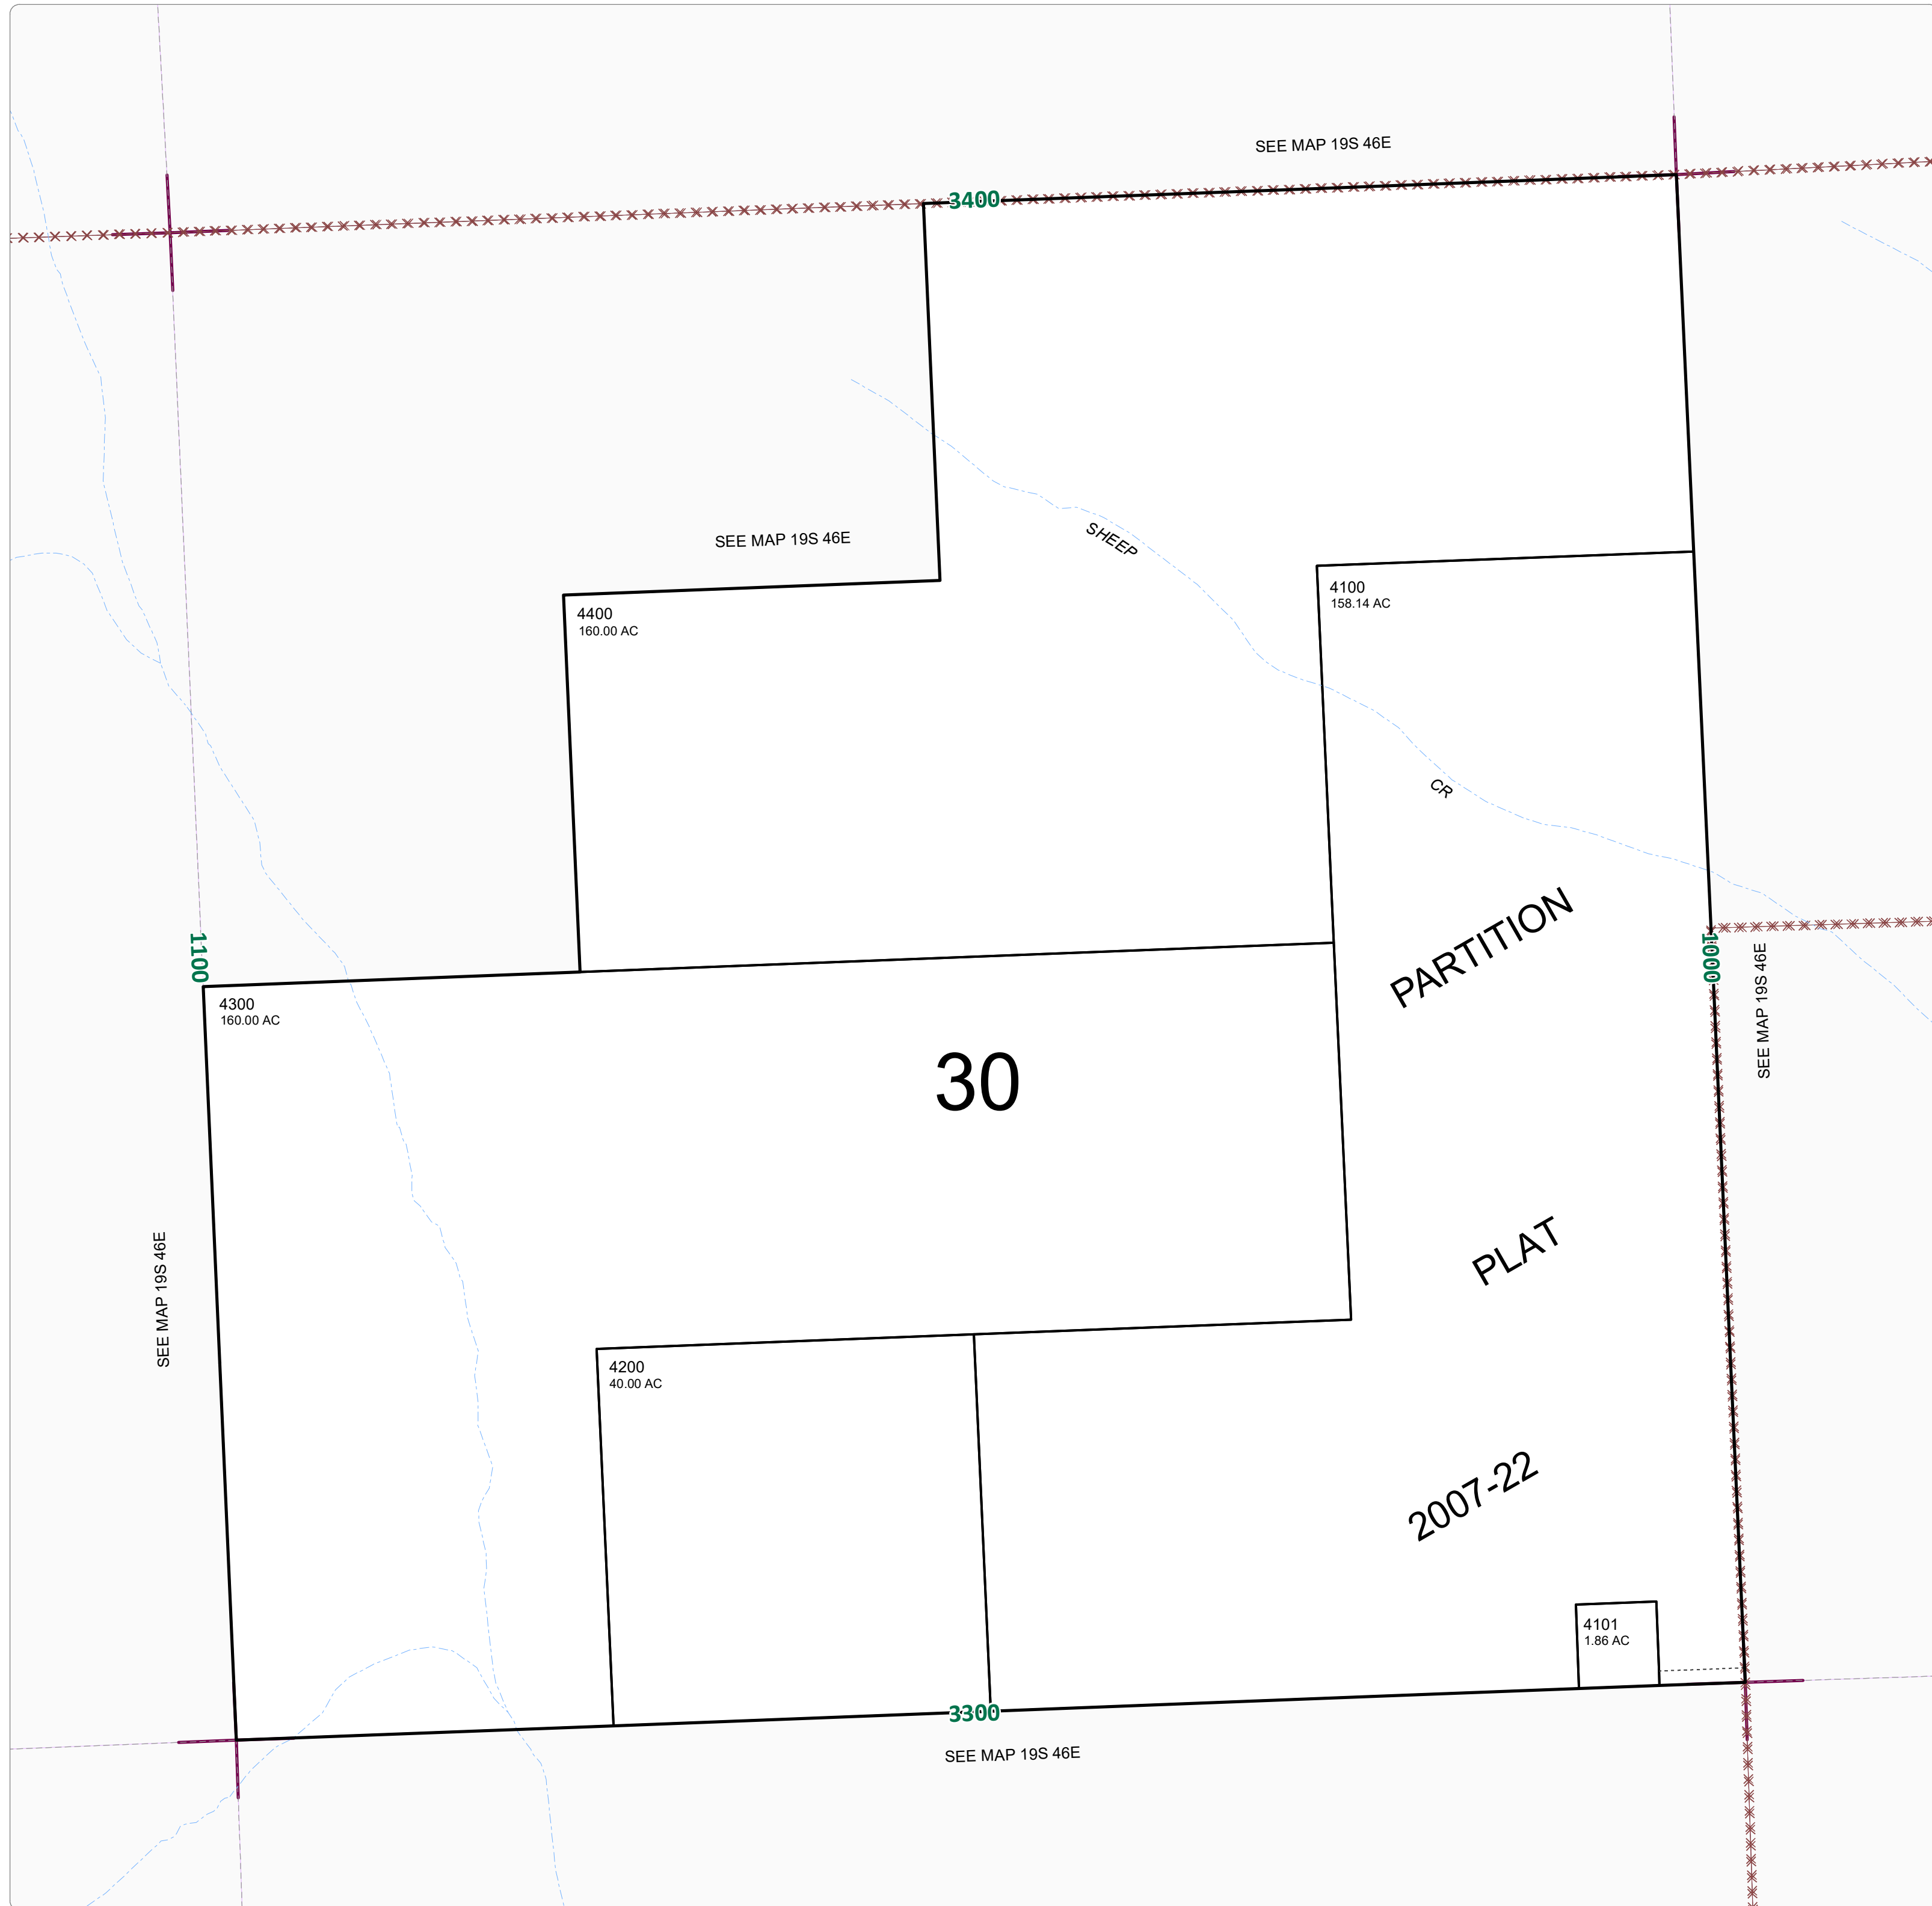 SEE MAP 19S 46E
3400
SEE MAP 19S 46E
SHEEP
4100
158.14 AC
4400
160.00 AC
CR
PARTITION
1100
1000
SEE MAP 19S 46E
4300
160.00 AC
30
PLAT
SEE MAP 19S 46E
4200
40.00 AC
2007-22
4101
1.86 AC
3300
SEE MAP 19S 46E